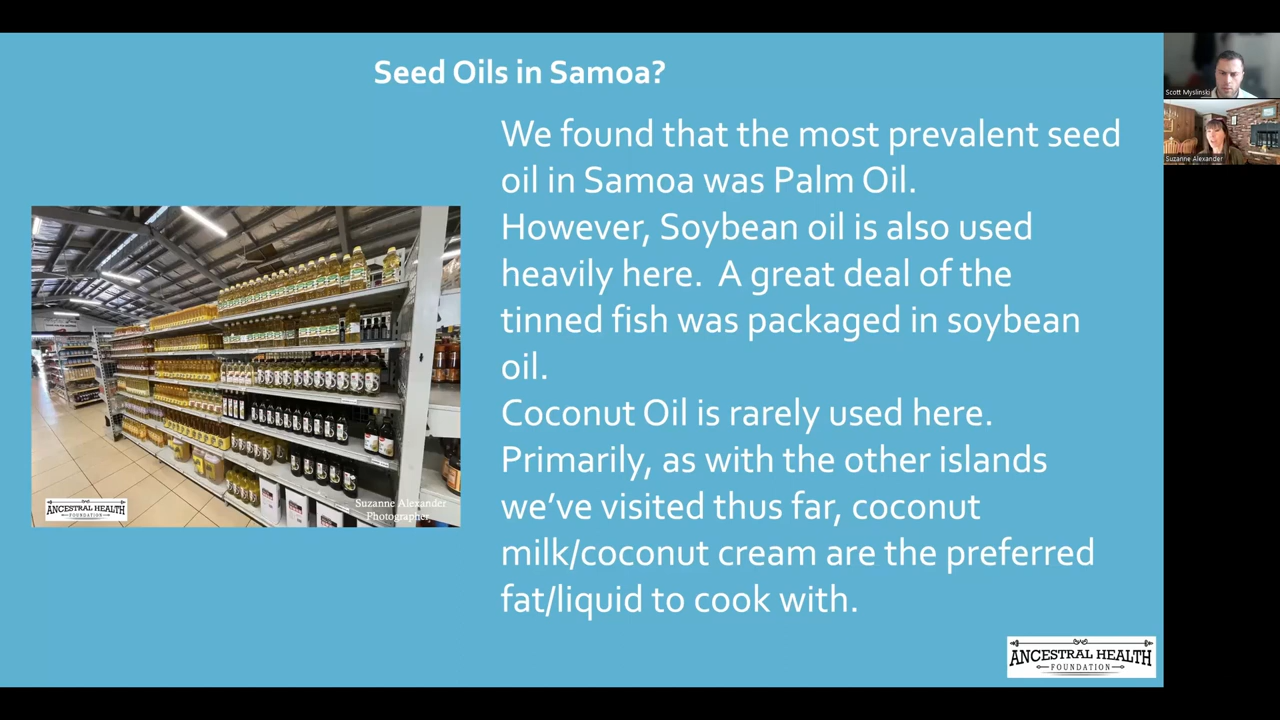 Seed Oils in Samoa?
We found that the most prevalent seed
oil in Samoa was Palm Oil.
However, Soybean oil is also used
heavily here.  A great deal of the
tinned fish was packaged in soybean
oil.
Coconut Oil is rarely used here.
Primarily, as with the other islands
we've visited thus far, coconut
milk/coconut cream are the preferred
fat/liquid to cook with.
ANCESTRAL HEALTH
FOUNDATION
Suzanne Alexander
Photographer
ANCESTRAL HEALTH
FOUNDATION
Scott Myslinski
Suzanne Alexander